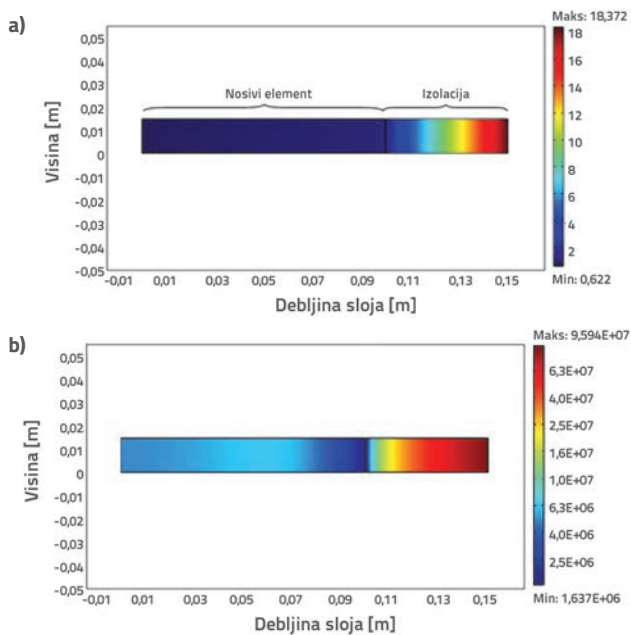 a)
Maks: 18,372
0,05
0,04
0,03
0,02
0,01
0
-0,01
-0,02
-0,03
-0,04
-0,05
Visina [m]
Nosivi element
Izolacija
18
16
14
12
10
8
6
4
2
Min: 0,622
-0,01 0,01 0,03 0,05 0,07 0,09 0,11 0,13 0,15
Debljina sloja [m]
b)
Maks: 9,594E+07
0,05
0,04
0,03
0,02
0,01
0
-0,01
-0,02
-0,03
-0,04
-0,05
Visina [m]
6,3E+07
4,0E+07
2,5E+07
1,6E+07
1,0E+07
6,3E+06
4,0E+06
2,5E+06
Min: 1,637E+06
-0,01 0,01 0,03 0,05 0,07 0,09 0,11 0,13 0,15
Debljina sloja [m]